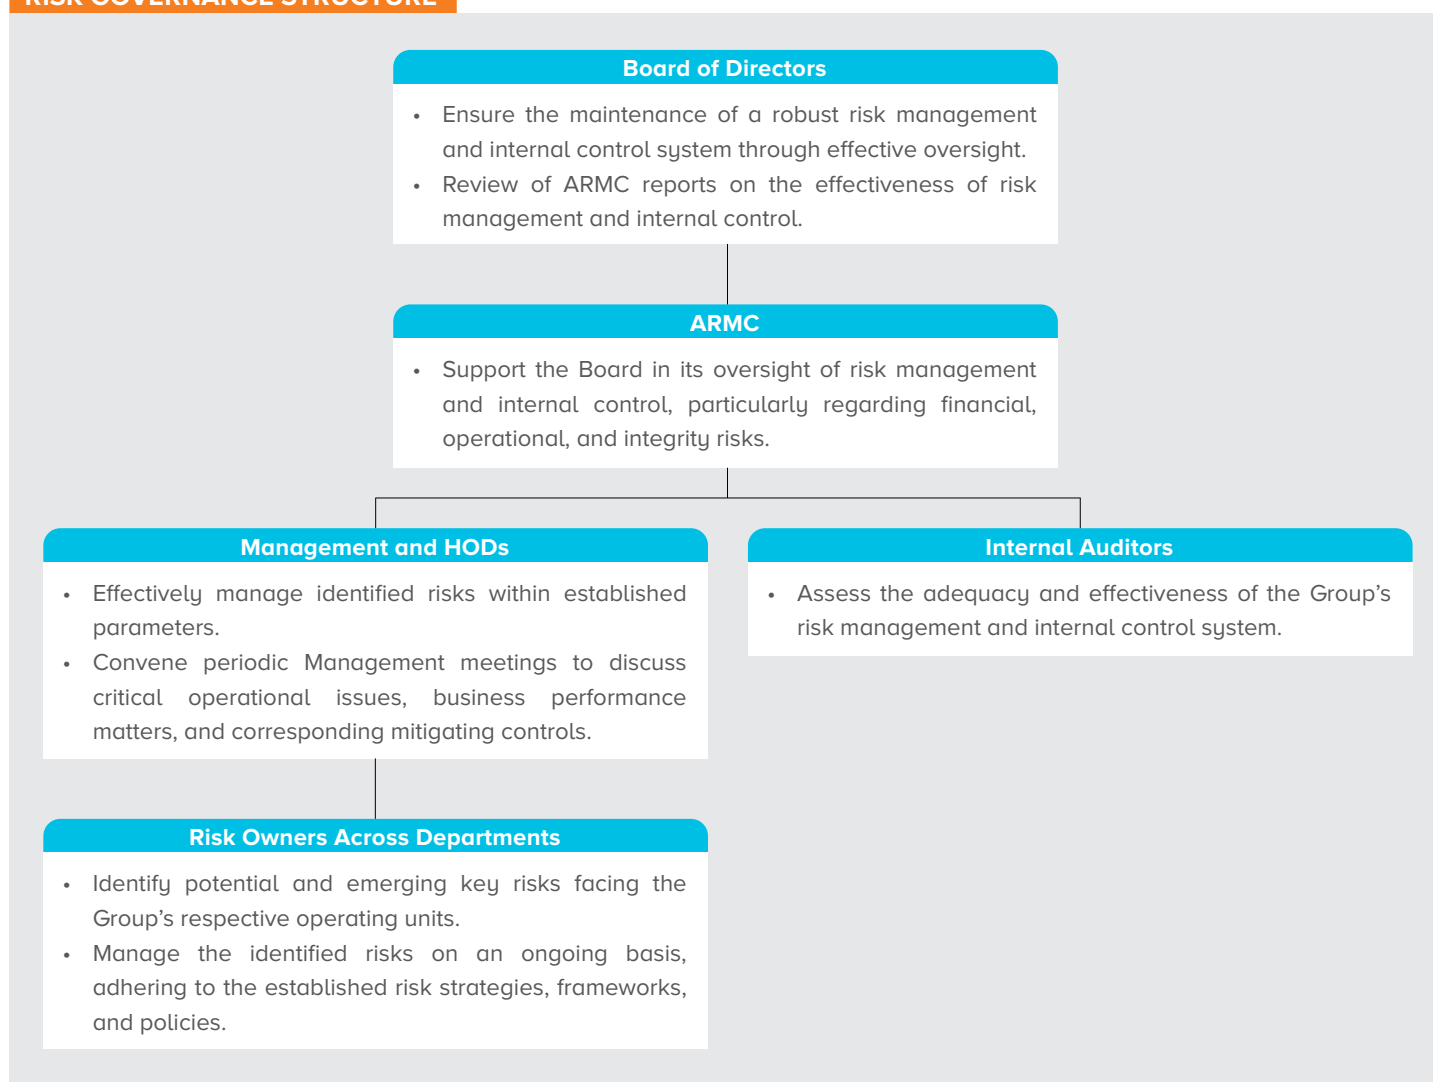 RISK GOVERNANCE STRUCTURE
Board of Directors
• Ensure the maintenance of a robust risk management
and internal control system through effective oversight.
• Review of ARMC reports on the effectiveness of risk
management and internal control.
ARMC
• Support the Board in its oversight of risk management
and internal control, particularly regarding financial,
operational, and integrity risks.
Management and HODs
• Effectively manage identified risks within established
parameters.
• Convene periodic Management meetings to discuss
critical operational issues, business performance
matters, and corresponding mitigating controls.
Internal Auditors
• Assess the adequacy and effectiveness of the Group’s
risk management and internal control system.
Risk Owners Across Departments
• Identify potential and emerging key risks facing the
Group’s respective operating units.
• Manage the identified risks on an ongoing basis,
adhering to the established risk strategies, frameworks,
and policies.